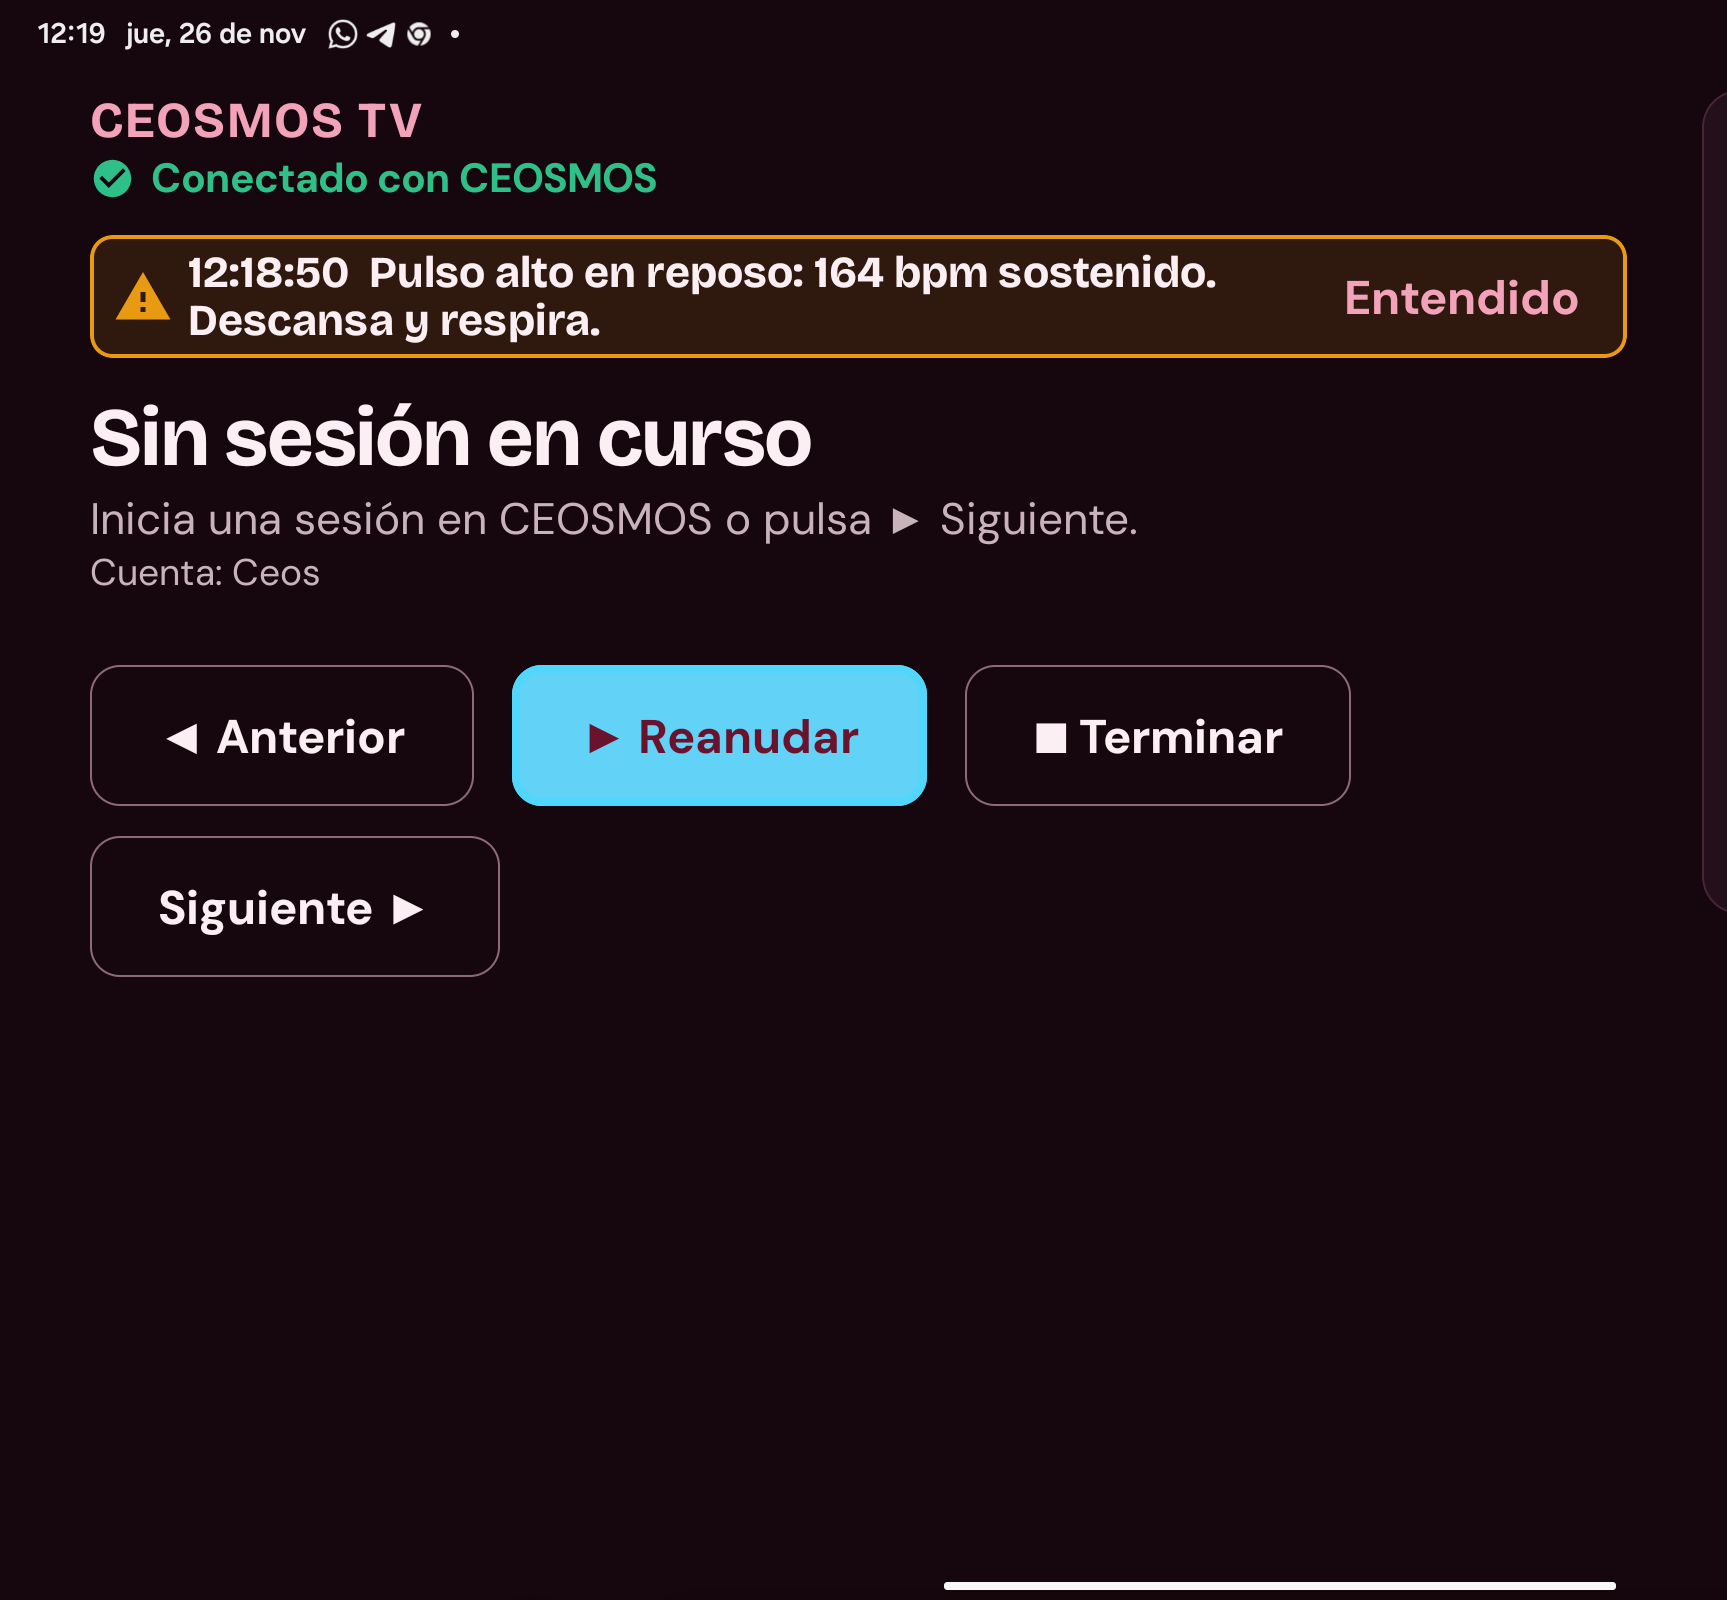 12:19 jue, 26 de nov
CEOSMOS TV
Conectado con CEOSMOS
12:18:50 Pulso alto en reposo: 164 bpm sostenido.
Descansa y respira.
Entendido
Sin sesión en curso
Inicia una sesión en CEOSMOS o pulsa ► Siguiente.
Cuenta: Ceos
◄ Anterior
► Reanudar
■ Terminar
Siguiente ►